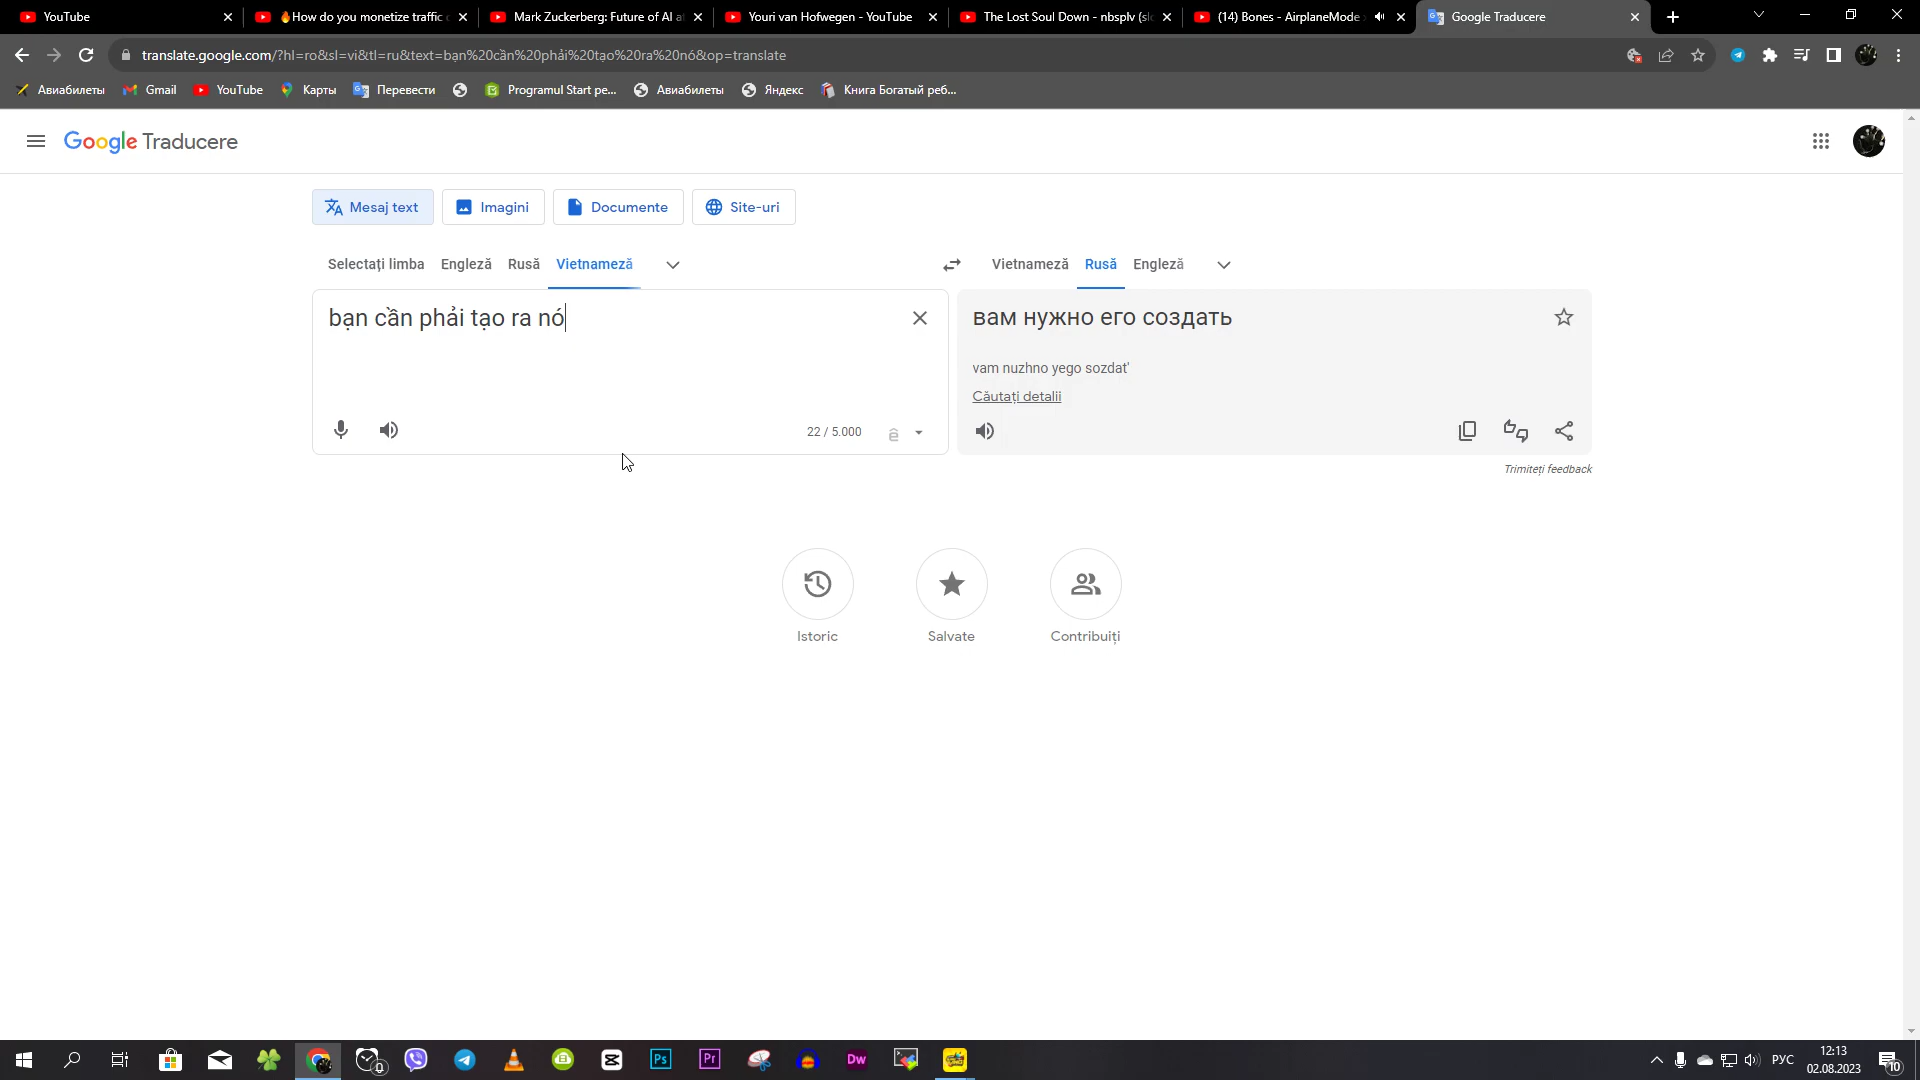 YouTube
🔥How do you monetize traffic
Mark Zuckerberg: Future of AI a
Youri van Hofwegen - YouTube
The Lost Soul Down - nbsplv (sl
(14) Bones - AirplaneMode
Google Traducere
translate.google.com/?hl=ro&sl=vi&tl=ru&text=bạn%20cần%20phải%20tạo%20ra%20nó&op=translate
Авиабилеты
Gmail
YouTube
Карты
Перевести
Programul Start pe...
Авиабилеты
Яндекс
Книга Богатый реб...
Google Traducere
Mesaj text
Imagini
Documente
Site-uri
Selectați limba
Engleză
Rusă
Vietnameză
Vietnameză
Rusă
Engleză
bạn cần phải tạo ra nó
22 / 5.000
вам нужно его создать
vam nuzhno yego sozdat'
Căutați detalii
Trimiteți feedback
Istoric
Salvate
Contribuiți
Ps
Pr
Dw
РУС
12:13
02.08.2023
10